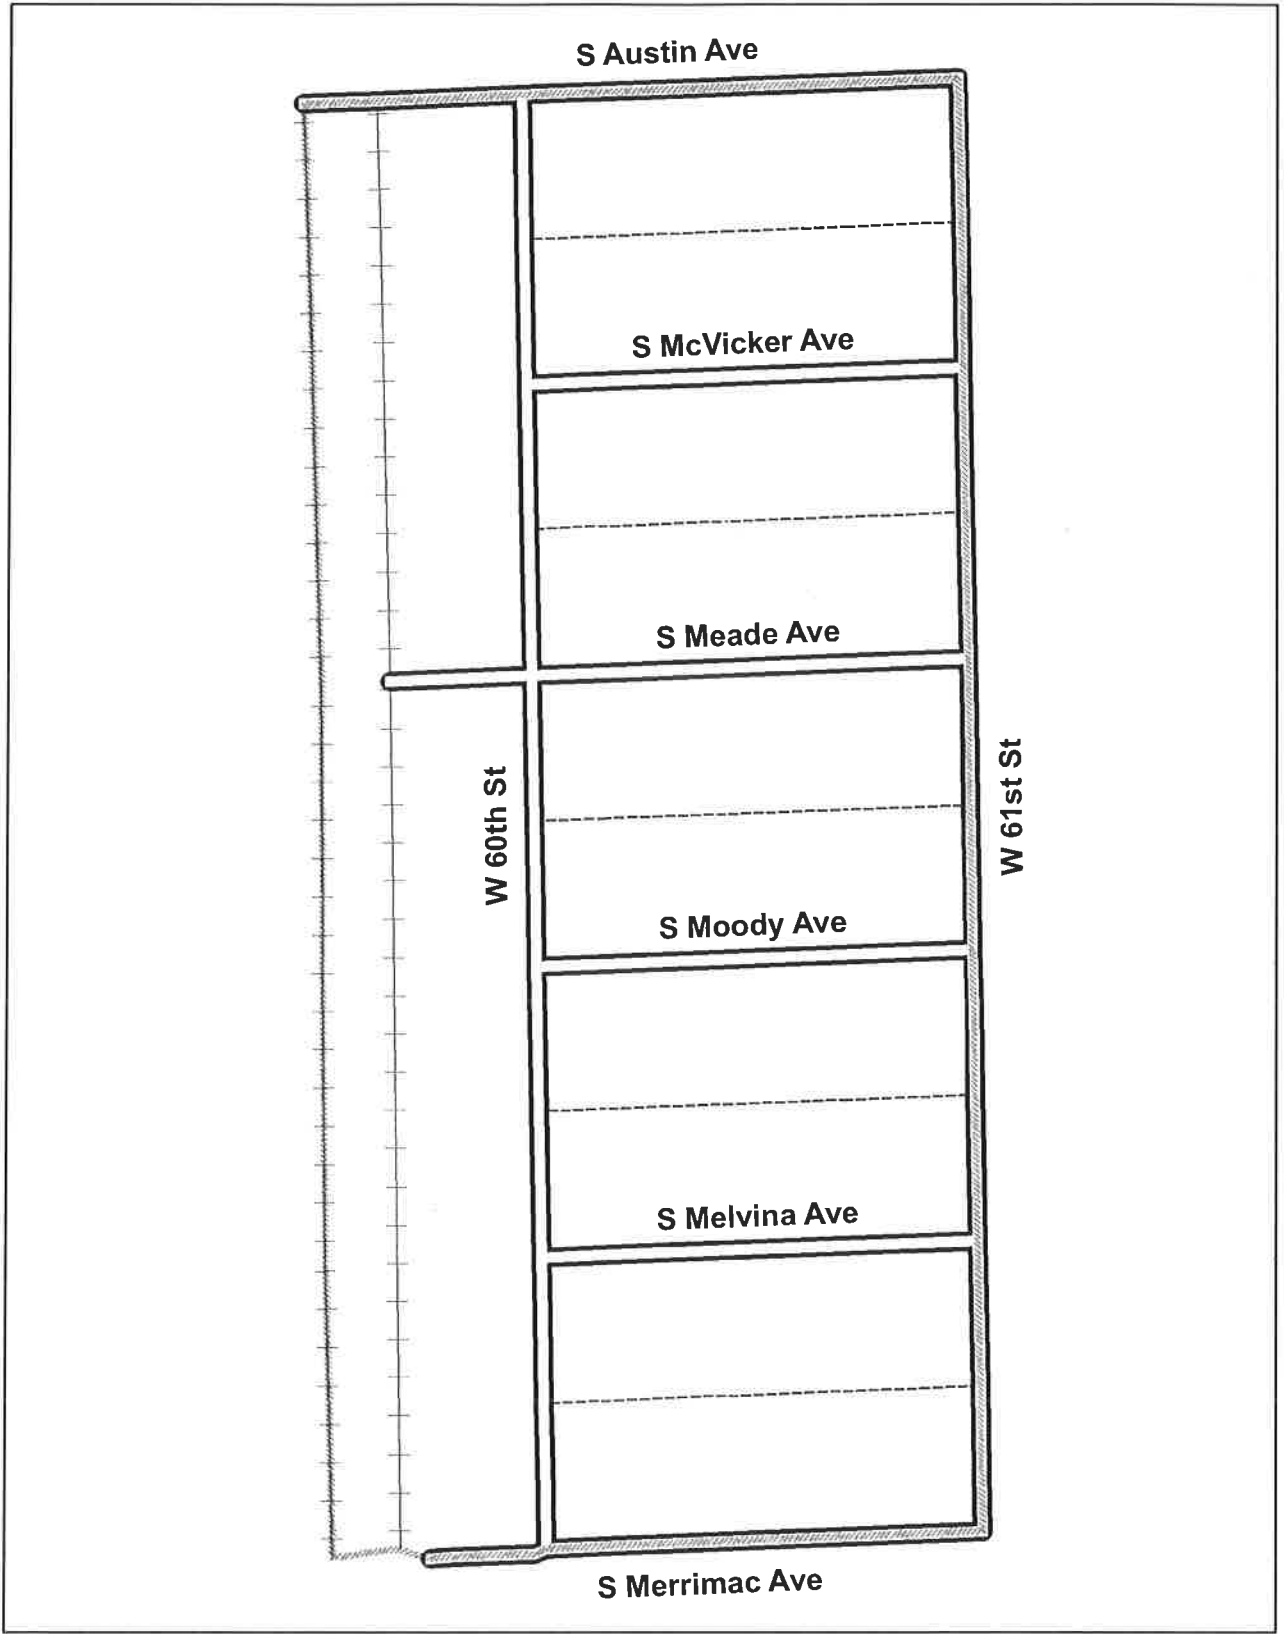 S Austin Ave
S McVicker Ave
S Meade Ave
W 60th St
W 61st St
S Moody Ave
S Melvina Ave
S Merrimac Ave